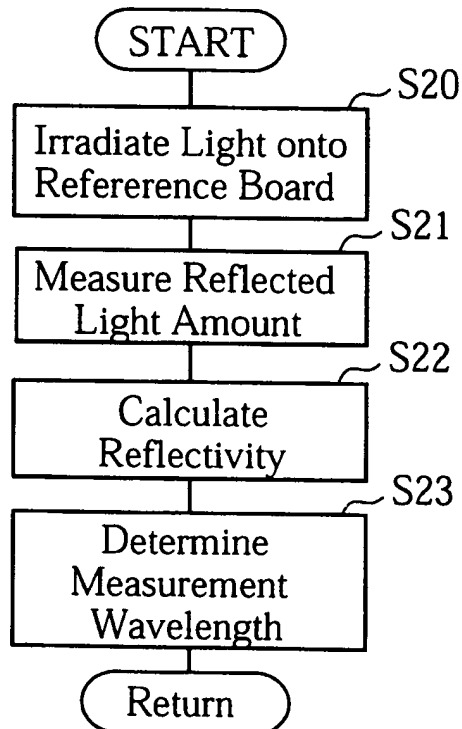 START
S20
Irradiate Light onto
Refererence Board
S21
Measure Reflected
Light Amount
S22
Calculate
Reflectivity
S23
Determine
Measurement
Wavelength
Return